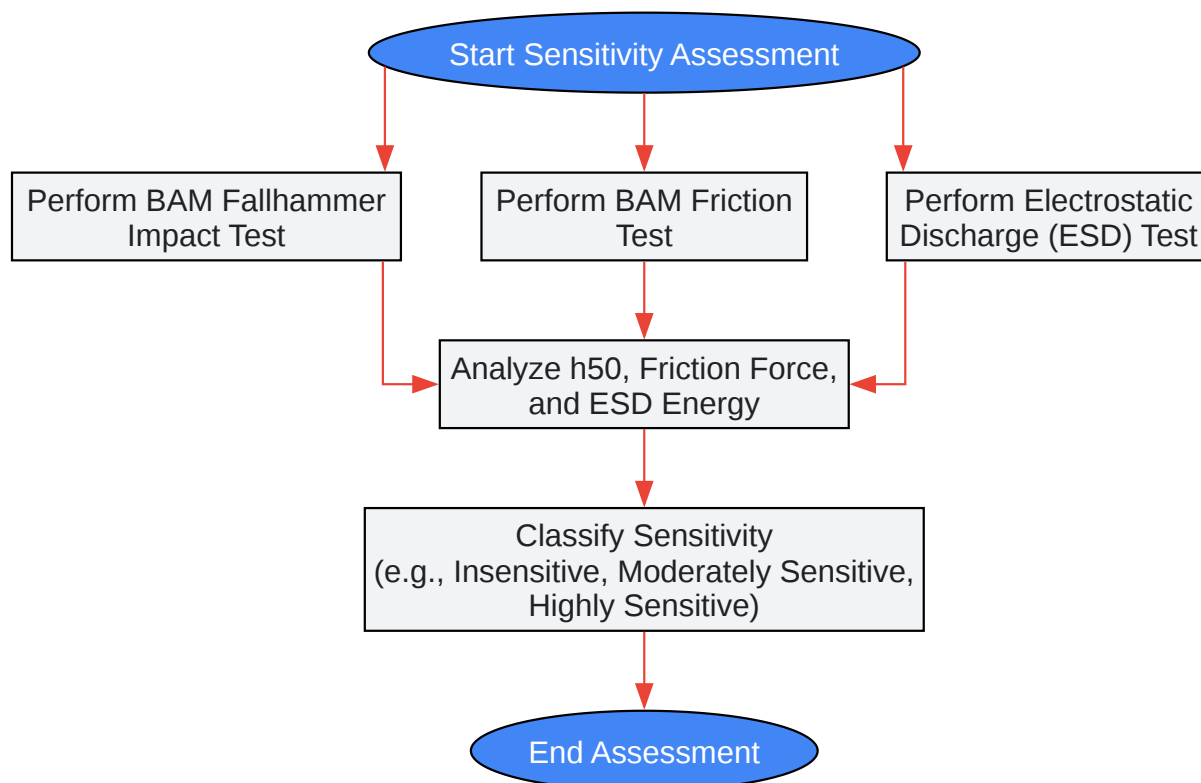 Start Sensitivity Assessment
Perform BAM Fallhammer
Impact Test
Perform BAM Friction
Test
Perform Electrostatic
Discharge (ESD) Test
Analyze h50, Friction Force,
and ESD Energy
Classify Sensitivity
(e.g., Insensitive, Moderately Sensitive,
Highly Sensitive)
End Assessment